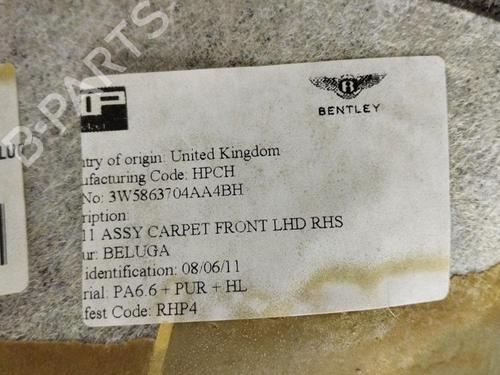 BENTLEY
ntry of origin: United Kingdom
ufacturing Code: HPCH
No: 3W5863704AA4BH
ription:
11 ASSY CARPET FRONT LHD RHS
ur: BELUGA
identification: 08/06/11
rial: PA6.6 + PUR + HL
fest Code: RHP4
B-PARTS